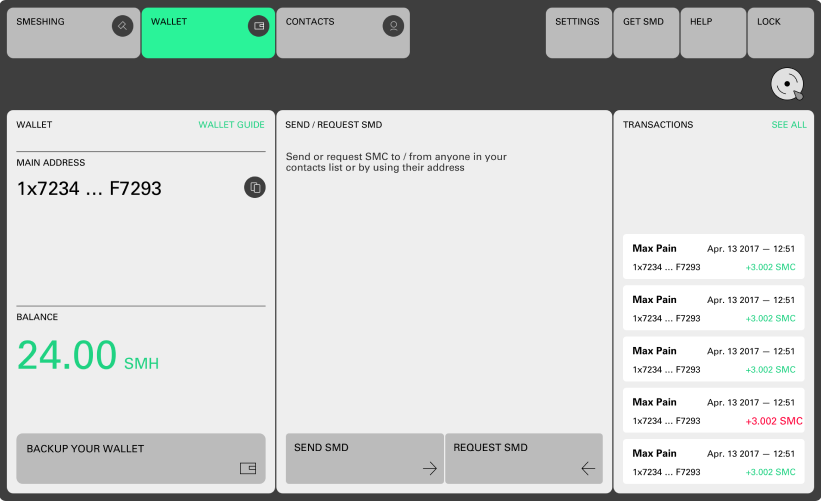 SMESHING
WALLET
CONTACTS
SETTINGS
GET SMD
HELP
LOCK
WALLET
WALLET GUIDE
MAIN ADDRESS
1x7234 ... F7293
BALANCE
24.00 SMH
BACKUP YOUR WALLET
SEND / REQUEST SMD
Send or request SMC to / from anyone in your
contacts list or by using their address
SEND SMD
REQUEST SMD
TRANSACTIONS
SEE ALL
Max Pain Apr. 13 2017 — 12:51
1x7234 ... F7293 +3.002 SMC
Max Pain Apr. 13 2017 — 12:51
1x7234 ... F7293 +3.002 SMC
Max Pain Apr. 13 2017 — 12:51
1x7234 ... F7293 +3.002 SMC
Max Pain Apr. 13 2017 — 12:51
1x7234 ... F7293 +3.002 SMC
Max Pain Apr. 13 2017 — 12:51
1x7234 ... F7293 +3.002 SMC